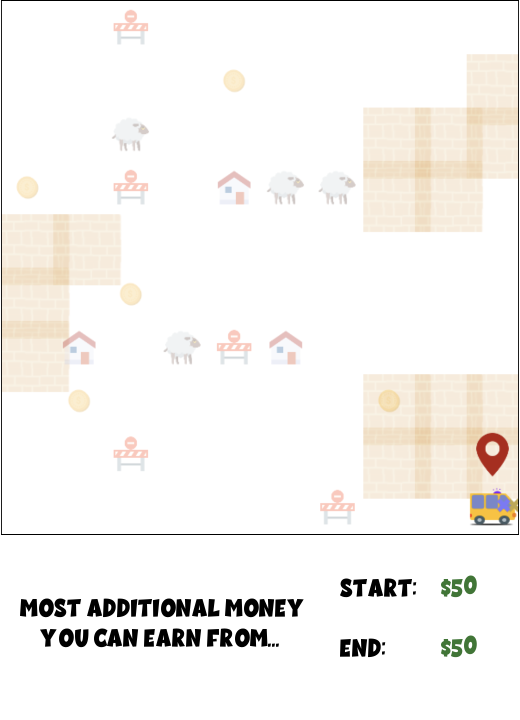 MOST ADDITIONAL MONEY
YOU CAN EARN FROM...
START: $50
END: $50